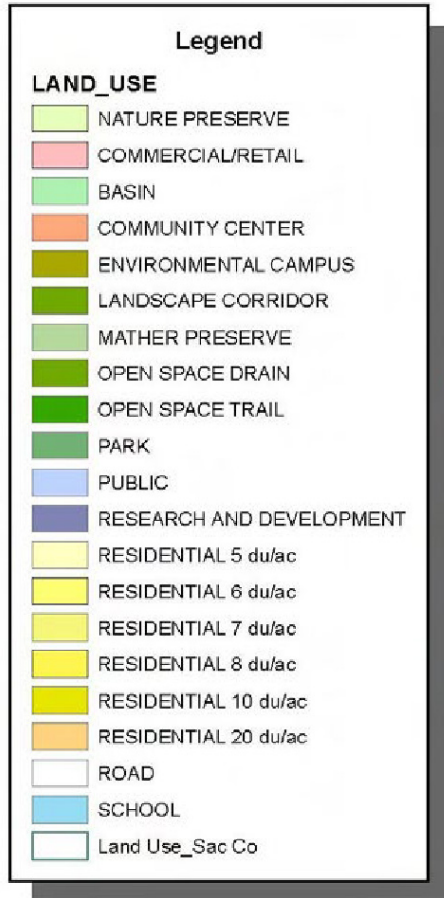 Legend
LAND_USE
NATURE PRESERVE
COMMERCIAL/RETAIL
BASIN
COMMUNITY CENTER
ENVIRONMENTAL CAMPUS
LANDSCAPE CORRIDOR
MATHER PRESERVE
OPEN SPACE DRAIN
OPEN SPACE TRAIL
PARK
PUBLIC
RESEARCH AND DEVELOPMENT
RESIDENTIAL 5 du/ac
RESIDENTIAL 6 du/ac
RESIDENTIAL 7 du/ac
RESIDENTIAL 8 du/ac
RESIDENTIAL 10 du/ac
RESIDENTIAL 20 du/ac
ROAD
SCHOOL
Land Use_Sac Co